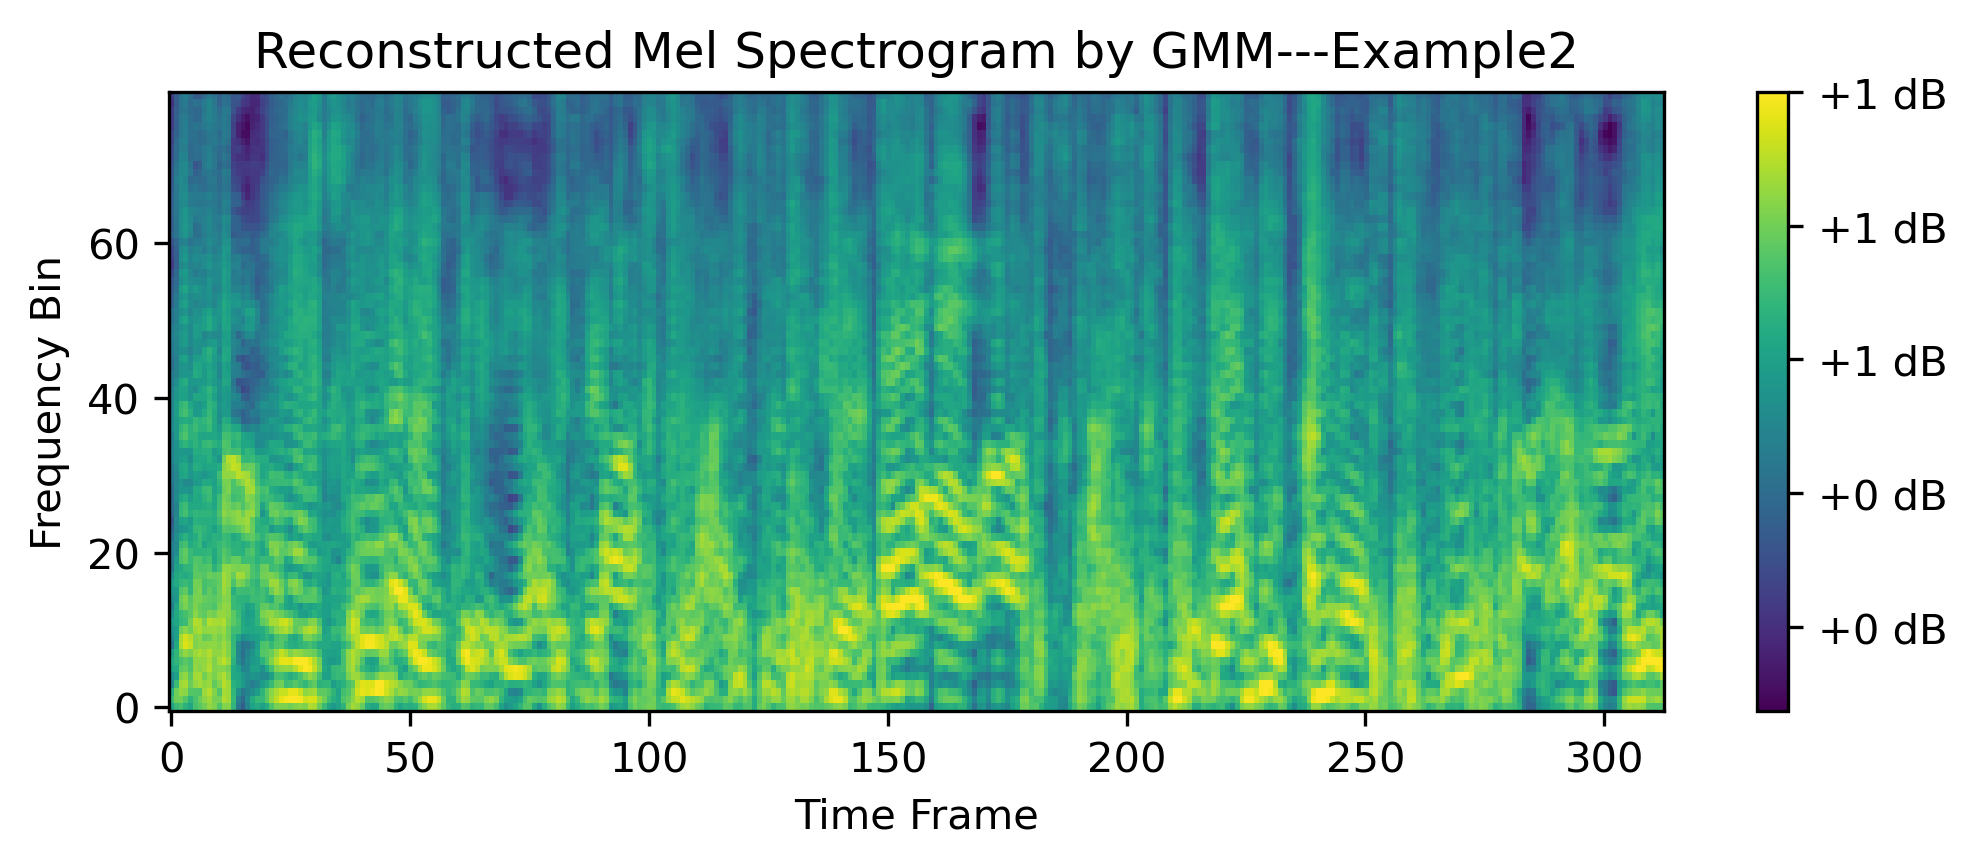 Reconstructed Mel Spectrogram by GMM---Example2
Frequency Bin
60
40
20
0
0 50 100 150 200 250 300
Time Frame
+1 dB
+1 dB
+1 dB
+0 dB
+0 dB